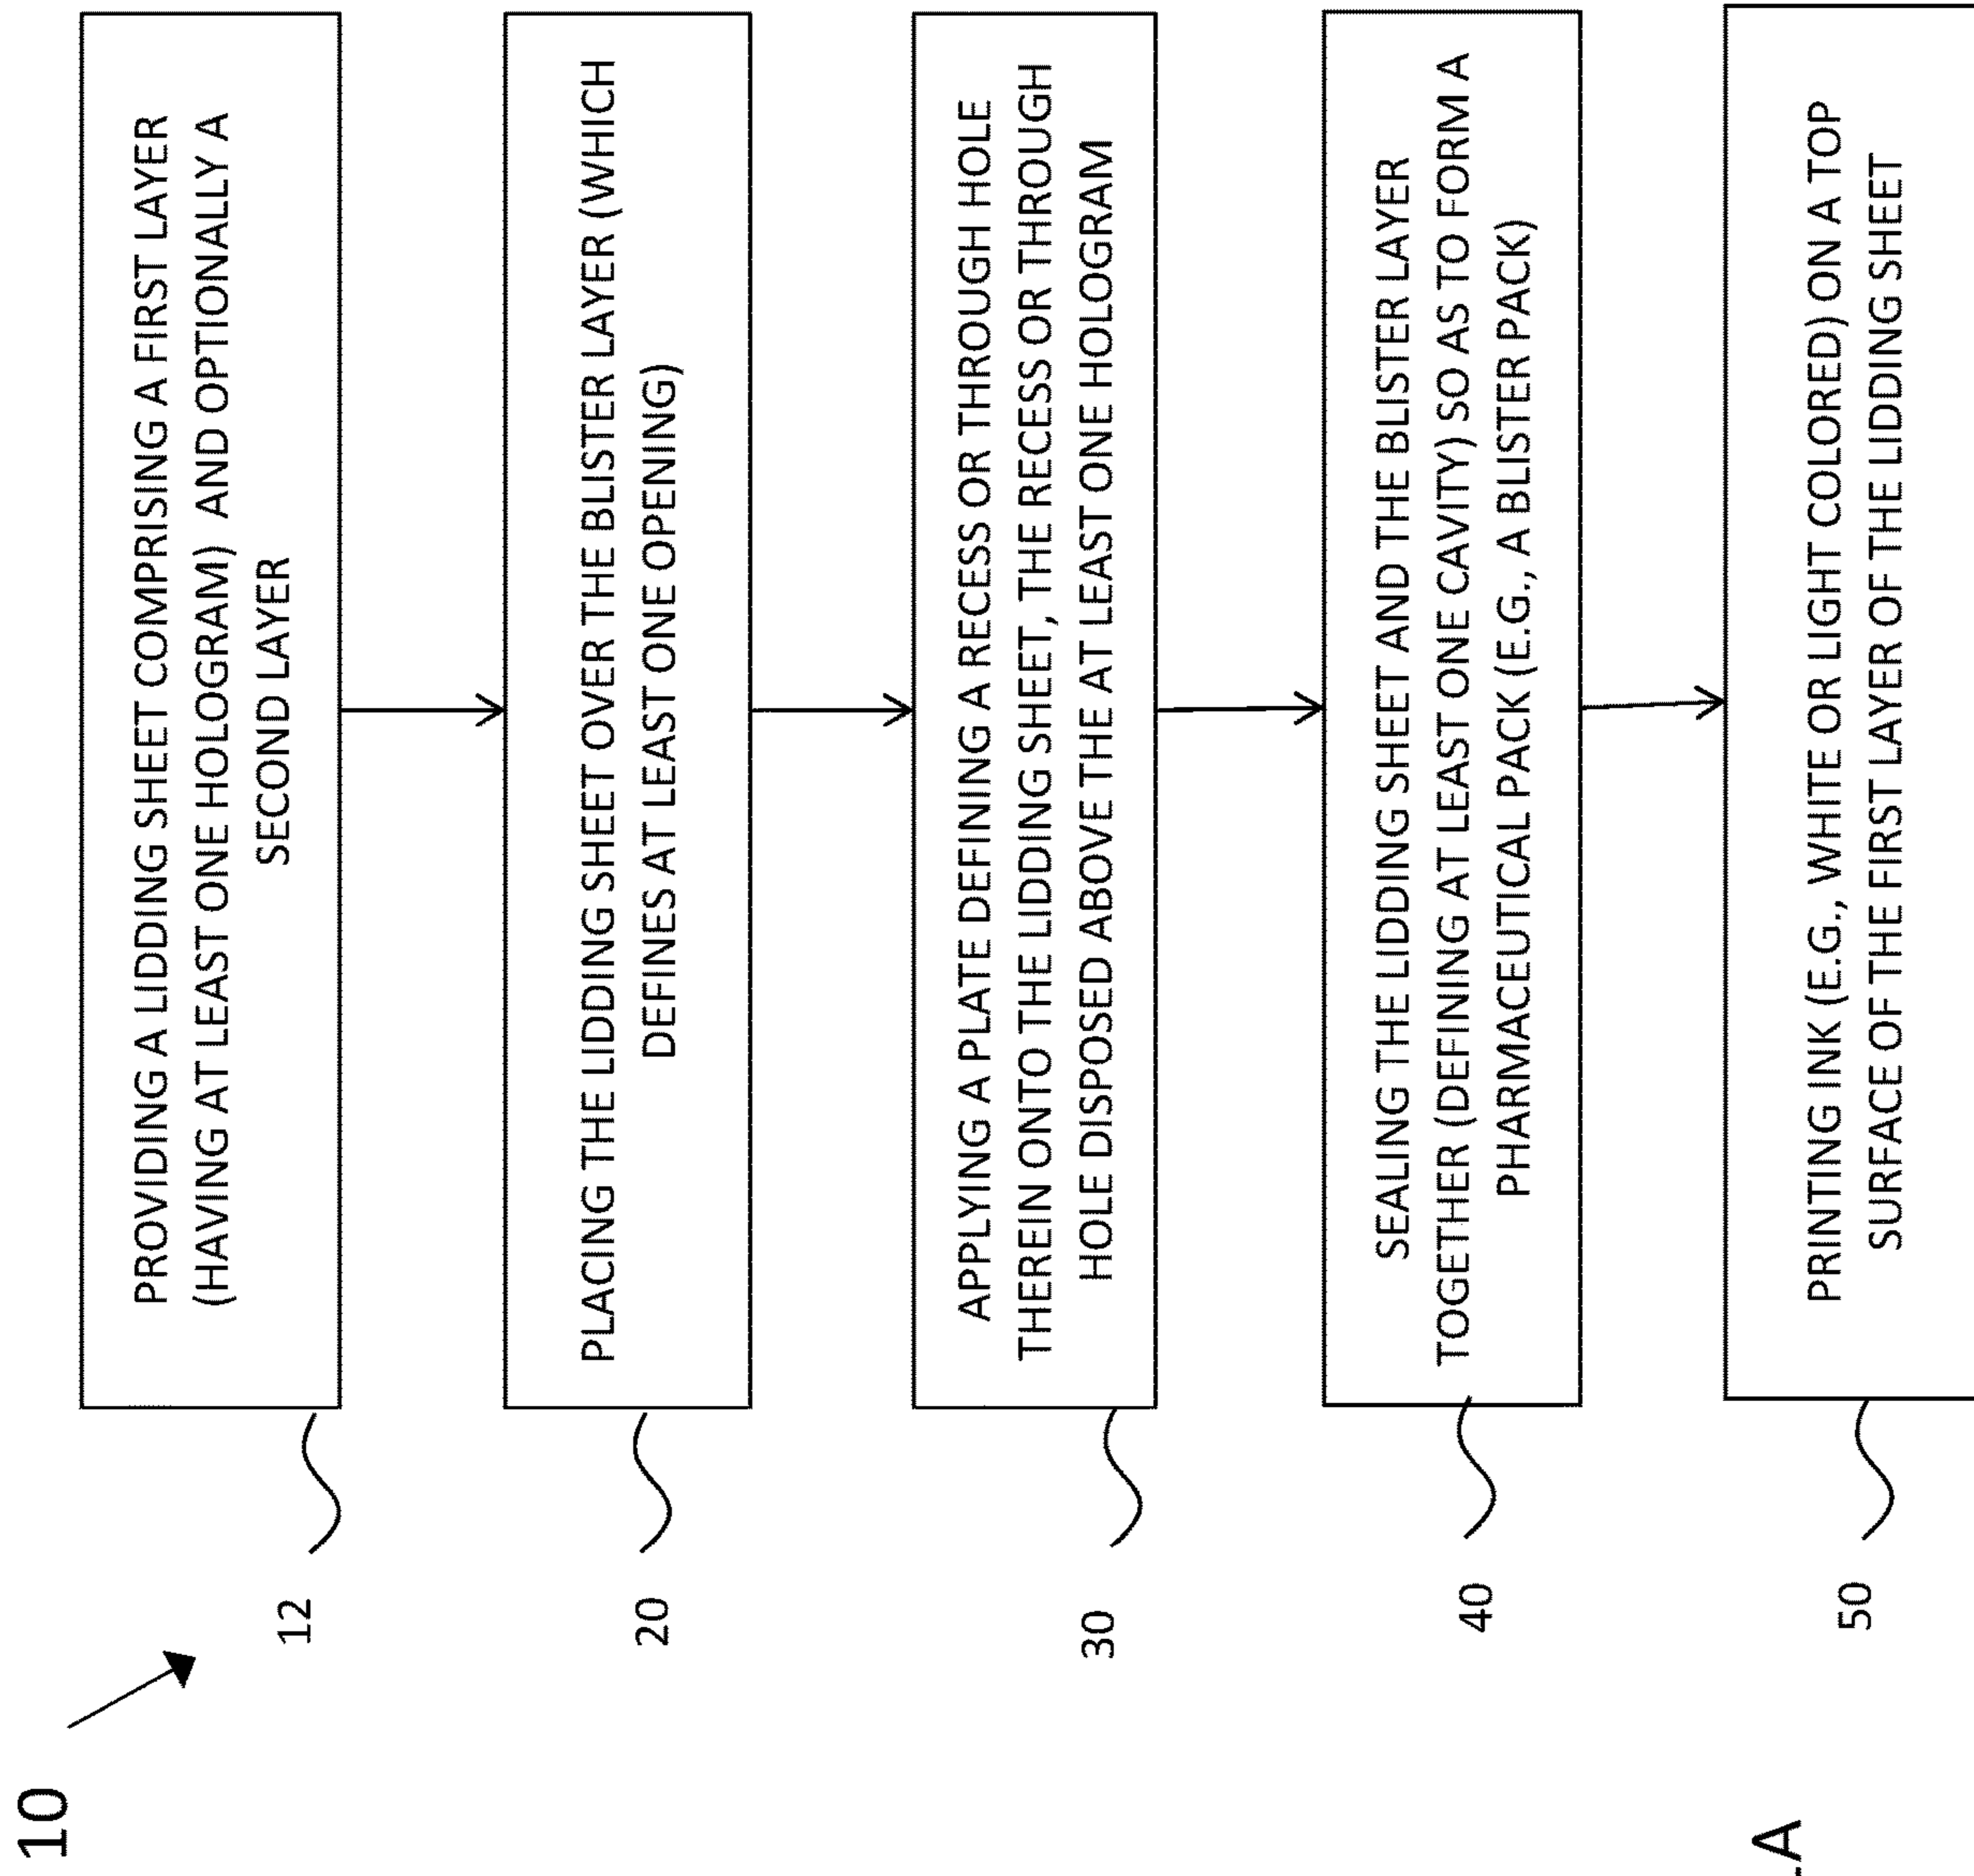 10
12
PROVIDING A LIDDING SHEET COMPRISING A FIRST LAYER
(HAVING AT LEAST ONE HOLOGRAM) AND OPTIONALLY A
SECOND LAYER
20
PLACING THE LIDDING SHEET OVER THE BLISTER LAYER (WHICH
DEFINES AT LEAST ONE OPENING)
30
APPLYING A PLATE DEFINING A RECESS OR THROUGH HOLE
THEREIN ONTO THE LIDDING SHEET, THE RECESS OR THROUGH
HOLE DISPOSED ABOVE THE AT LEAST ONE HOLOGRAM
40
SEALING THE LIDDING SHEET AND THE BLISTER LAYER
TOGETHER (DEFINING AT LEAST ONE CAVITY) SO AS TO FORM A
PHARMACEUTICAL PACK (E.G., A BLISTER PACK)
50
PRINTING INK (E.G., WHITE OR LIGHT COLORED) ON A TOP
SURFACE OF THE FIRST LAYER OF THE LIDDING SHEET
A